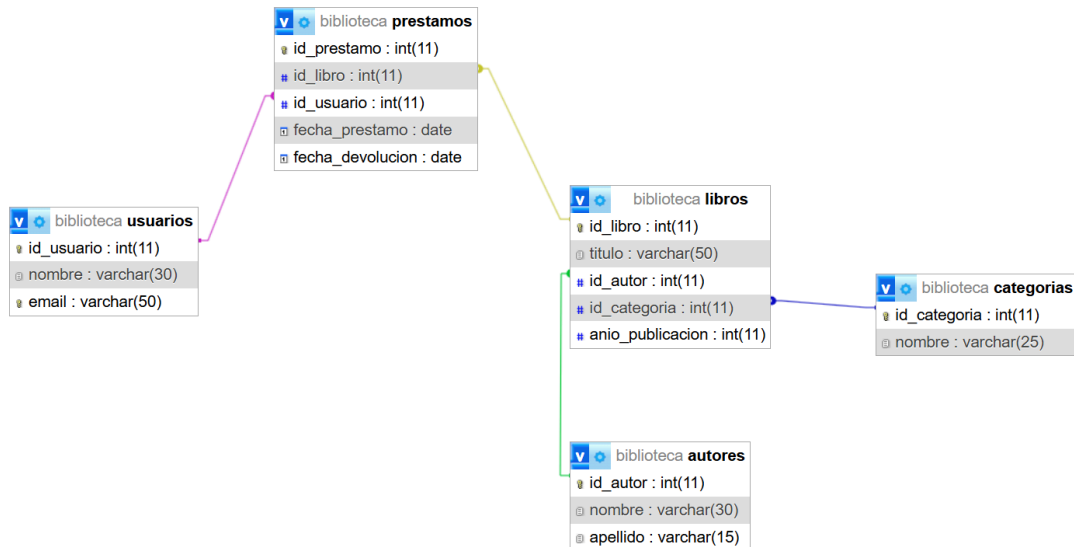 biblioteca prestamos
id_prestamo : int(11)
# id_libro : int(11)
# id_usuario : int(11)
fecha_prestamo : date
fecha_devolucion : date
v biblioteca usuarios
id_usuario : int(11)
nombre : varchar(30)
email : varchar(50)
v biblioteca libros
id_libro : int(11)
titulo : varchar(50)
# id_autor : int(11)
# id_categoria : int(11)
# anio_publicacion : int(11)
v biblioteca categorias
id_categoria : int(11)
nombre : varchar(25)
v biblioteca autores
id_autor : int(11)
nombre : varchar(30)
apellido : varchar(15)